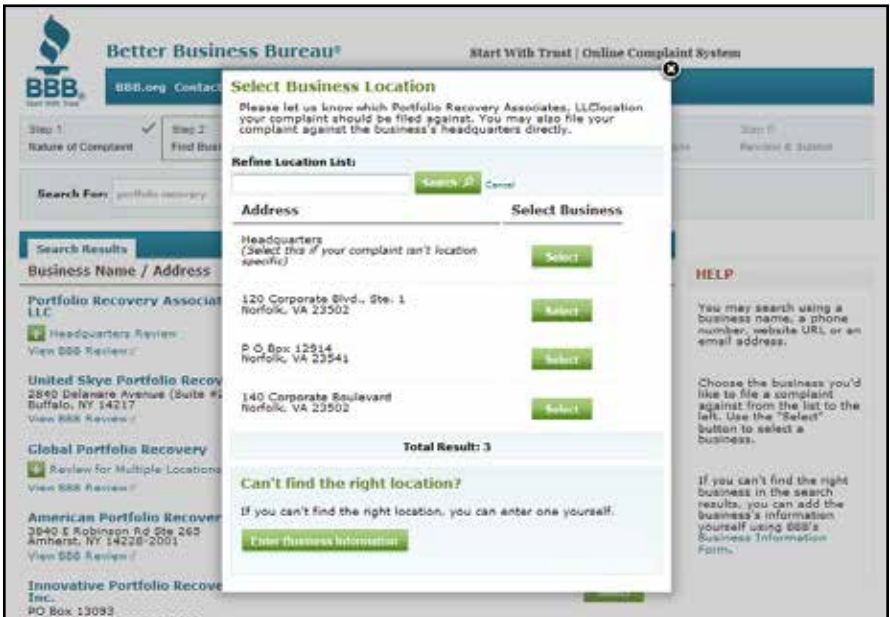 Better Business Bureau®
Start With Trust | Online Complaint System
BBB.
Start With Trust
BBB.org Contact
Step 1
Nature of Complaint
Step 2
Find Busi
Review & Submit
Search For: portfolio recovery
Search Results
Business Name / Address
Portfolio Recovery Associat
LLC
Headquarters Review
View BBB Review
United Skye Portfolio Recov
2840 Delaware Avenue (Suite #2
Buffalo, NY 14217
View BBB Review
Global Portfolio Recovery
Review for Multiple Locations
View BBB Review
American Portfolio Recover
3840 E Robinson Rd Ste 265
Amherst, NY 14228-2001
View BBB Review
Innovative Portfolio Recove
Inc.
PO Box 13093
Select Business Location
Please let us know which Portfolio Recovery Associates, LLClocation
your complaint should be filed against. You may also file your
complaint against the business's headquarters directly.
Refine Location List:
Search
Cancel
Address Select Business
Headquarters
(Select this if your complaint isn't location
specific)
Select
120 Corporate Blvd., Ste. 1
Norfolk, VA 23502
Select
P O Box 12914
Norfolk, VA 23541
Select
140 Corporate Boulevard
Norfolk, VA 23502
Select
Total Result: 3
Can't find the right location?
If you can't find the right location, you can enter one yourself.
Enter Business Information
Select
HELP
You may search using a
business name, a phone
number, website URL or an
email address.
Choose the business you'd
like to file a complaint
against from the list to the
left. Use the "Select"
button to select a
business.
If you can't find the right
business in the search
results, you can add the
business's information
yourself using BBB's
Business Information
Form.